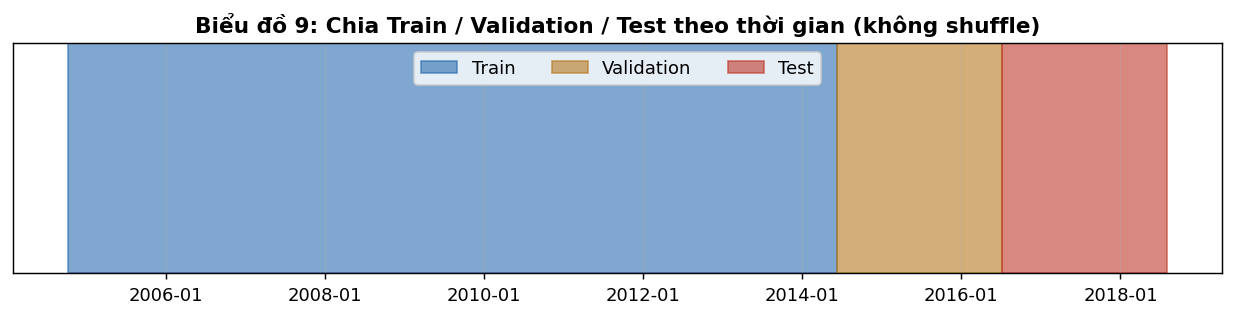 Biểu đồ 9: Chia Train / Validation / Test theo thời gian (không shuffle)
Train Validation Test
2006-01 2008-01 2010-01 2012-01 2014-01 2016-01 2018-01